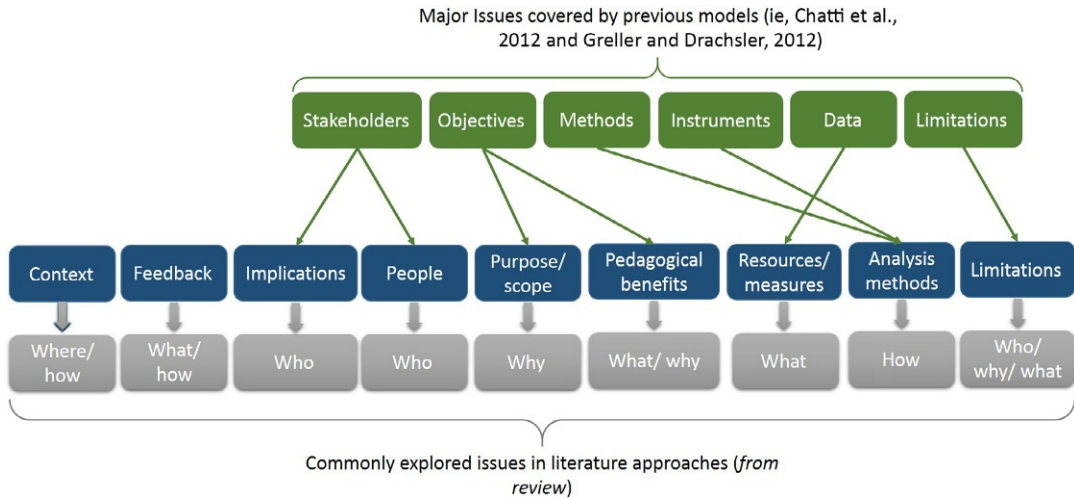 Major Issues covered by previous models (ie, Chatti et al.,
2012 and Greller and Drachsler, 2012)
Stakeholders
Objectives
Methods
Instruments
Data
Limitations
Context
Feedback
Implications
People
Purpose/
scope
Pedagogical
benefits
Resources/
measures
Analysis
methods
Limitations
Where/
how
What/
how
Who
Who
Why
What/ why
What
How
Who/
why/ what
Commonly explored issues in literature approaches (from
review)